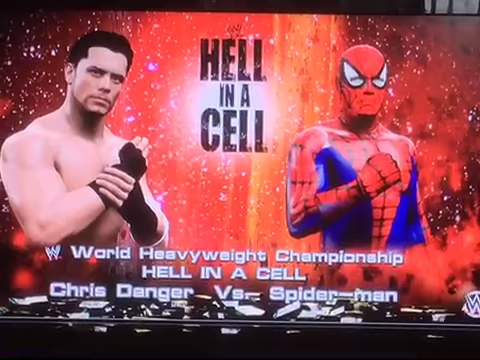 HELL
IN A
CELL
World Heavyweight Championship
HELL IN A CELL
Chris Danger Vs. Spider-man